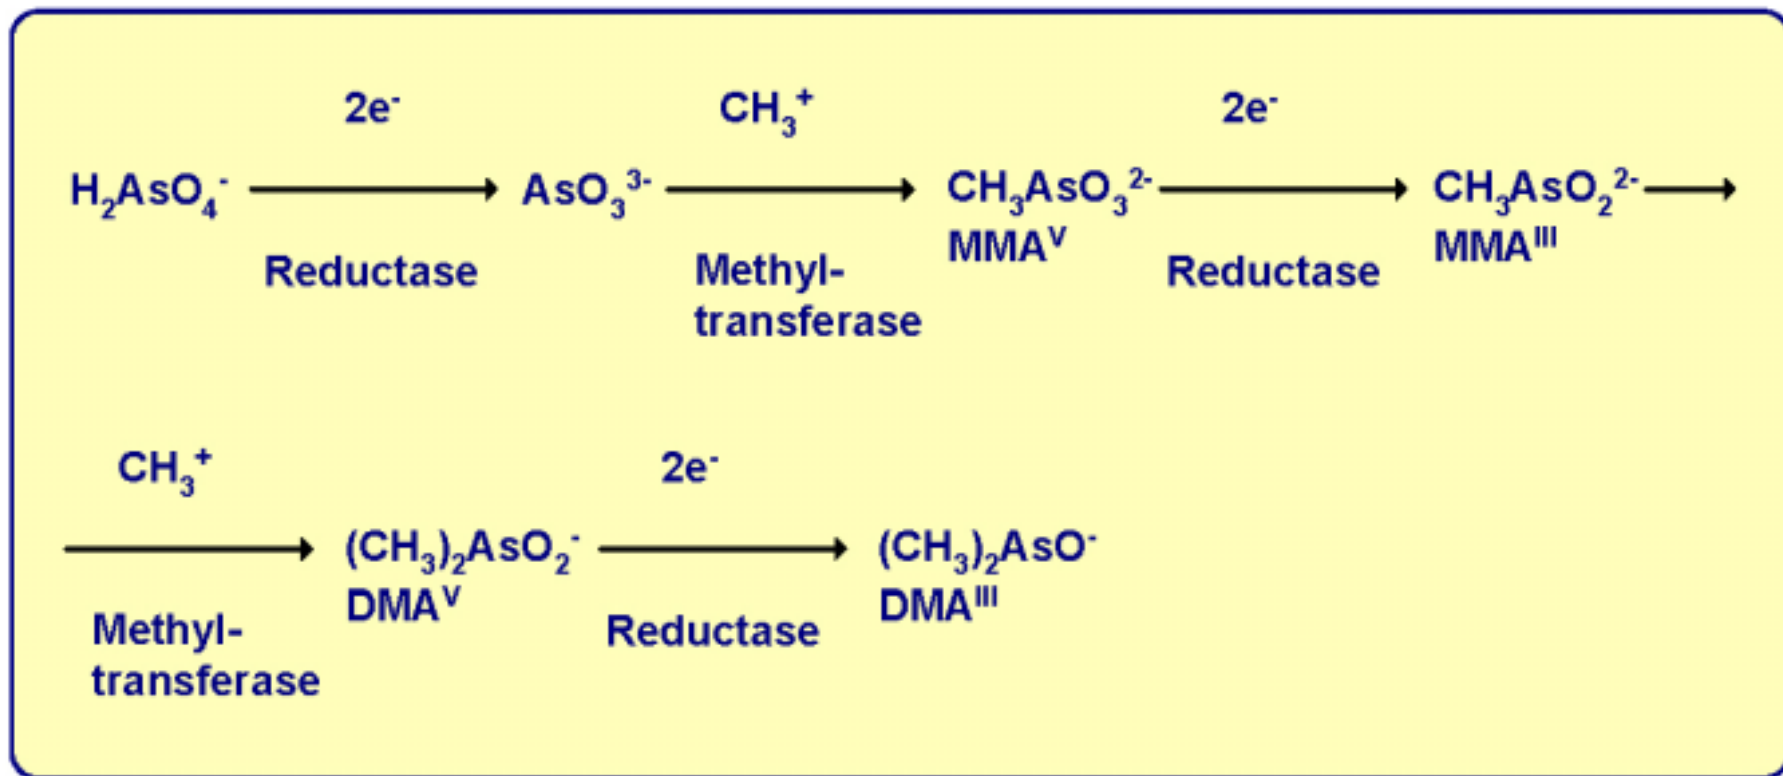 2e⁻ CH₃⁺ 2e⁻
H₂AsO₄⁻ AsO₃³⁻ CH₃AsO₃²⁻ CH₃AsO₂²⁻
MMAⱽ MMAᴵᴵᴵ
Reductase Methyl- Reductase
transferase
CH₃⁺ 2e⁻
(CH₃)₂AsO₂⁻ (CH₃)₂AsO⁻
DMAⱽ DMAᴵᴵᴵ
Methyl- Reductase
transferase